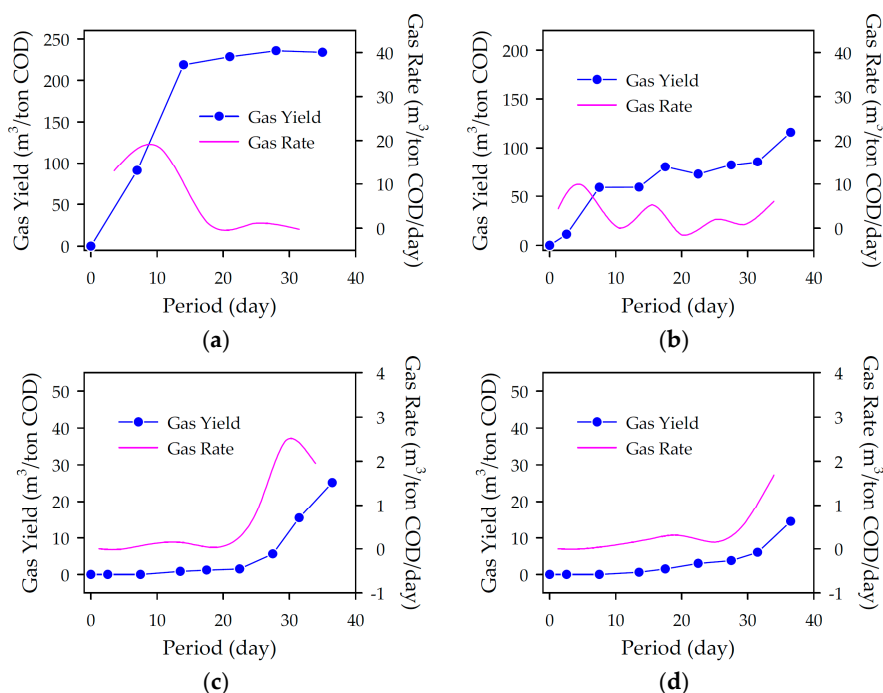 Gas Yield (m³/ton COD)
250
200
150
100
50
0
Gas Yield
Gas Rate
40
30
20
10
0
Gas Rate (m³/ton COD/day)
0 10 20 30 40
Period (day)
(a)
Gas Yield (m³/ton COD)
200
150
100
50
0
Gas Yield
Gas Rate
40
30
20
10
0
Gas Rate (m³/ton COD/day)
0 10 20 30 40
Period (day)
(b)
Gas Yield (m³/ton COD)
50
40
30
20
10
0
Gas Yield
Gas Rate
4
3
2
1
0
-1
Gas Rate (m³/ton COD/day)
0 10 20 30 40
Period (day)
(c)
Gas Yield (m³/ton COD)
50
40
30
20
10
0
Gas Yield
Gas Rate
4
3
2
1
0
-1
Gas Rate (m³/ton COD/day)
0 10 20 30 40
Period (day)
(d)